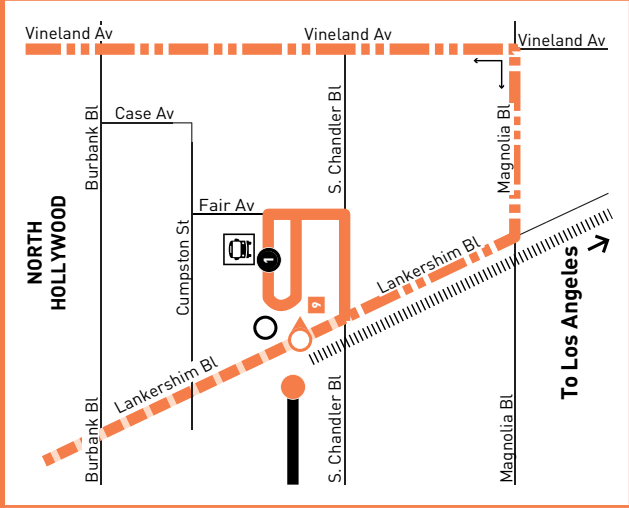 Vineland Av
Vineland Av
Vineland Av
Burbank Bl
Case Av
S. Chandler Bl
Magnolia Bl
NORTH
HOLLYWOOD
Fair Av
Cumpston St
1
9
Lankershim Bl
To Los Angeles
Lankershim Bl
Burbank Bl
S. Chandler Bl
Magnolia Bl